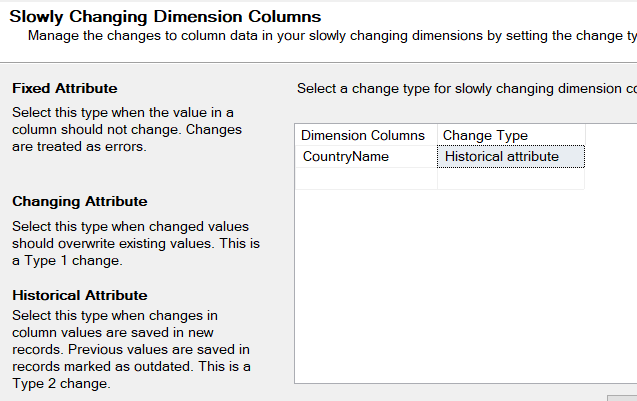 Slowly Changing Dimension Columns
Manage the changes to column data in your slowly changing dimensions by setting the change ty
Fixed Attribute
Select this type when the value in a
column should not change. Changes
are treated as errors.
Changing Attribute
Select this type when changed values
should overwrite existing values. This is
a Type 1 change.
Historical Attribute
Select this type when changes in
column values are saved in new
records. Previous values are saved in
records marked as outdated. This is a
Type 2 change.
Select a change type for slowly changing dimension co
Dimension Columns Change Type
CountryName Historical attribute